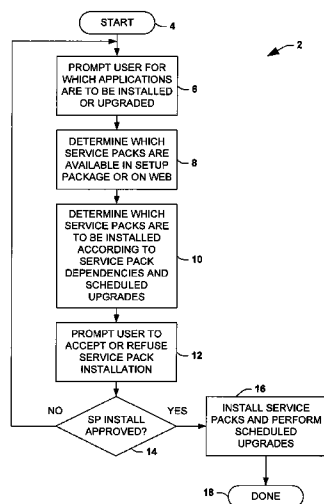 START
4
2
PROMPT USER FOR
WHICH APPLICATIONS
ARE TO BE INSTALLED
OR UPGRADED
6
DETERMINE WHICH
SERVICE PACKS ARE
AVAILABLE IN SETUP
PACKAGE OR ON WEB
8
DETERMINE WHICH
SERVICE PACKS ARE
TO BE INSTALLED
ACCORDING TO
SERVICE PACK
DEPENDENCIES AND
SCHEDULED
UPGRADES
10
PROMPT USER TO
ACCEPT OR REFUSE
SERVICE PACK
INSTALLATION
12
NO
SP INSTALL
APPROVED?
YES
14
16
INSTALL SERVICE
PACKS AND PERFORM
SCHEDULED
UPGRADES
18
DONE